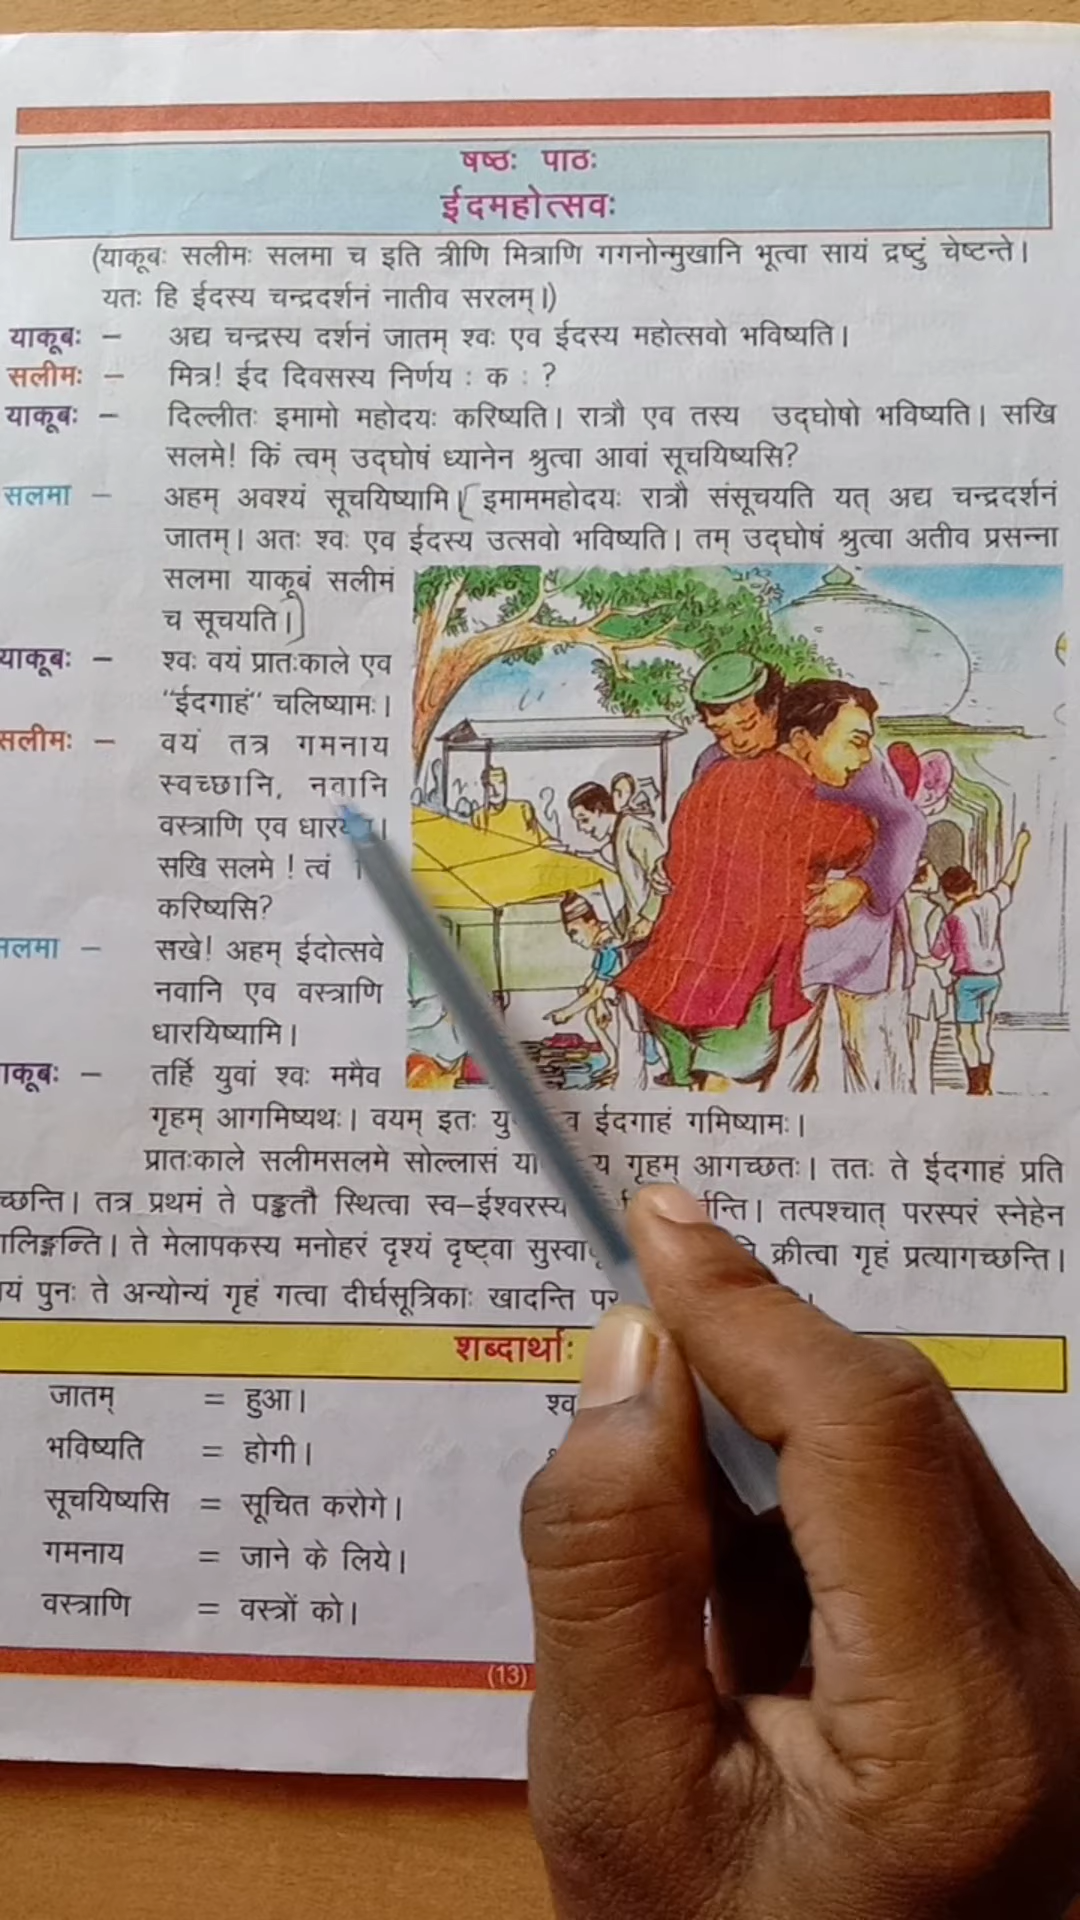 षष्ठः पाठः
ईदमहोत्सवः
(याकूबः सलीमः सलमा च इति त्रीणि मित्राणि गगनोन्मुखानि भूत्वा सायं द्रष्टुं चेष्टन्ते।
यतः हि ईदस्य चन्द्रदर्शनं नातीव सरलम्।)
याकूबः – अद्य चन्द्रस्य दर्शनं जातम् श्वः एव ईदस्य महोत्सवो भविष्यति।
सलीमः – मित्र! ईद दिवसस्य निर्णय : क : ?
याकूबः – दिल्लीतः इमामो महोदयः करिष्यति। रात्रौ एव तस्य उद्घोषो भविष्यति। सखि
सलमे! किं त्वम् उद्घोषं ध्यानेन श्रुत्वा आवां सूचयिष्यसि?
सलमा – अहम् अवश्यं सूचयिष्यामि। (इमाममहोदयः रात्रौ संसूचयति यत् अद्य चन्द्रदर्शनं
जातम्। अतः श्वः एव ईदस्य उत्सवो भविष्यति। तम् उद्घोषं श्रुत्वा अतीव प्रसन्ना
सलमा याकूबं सलीमं
च सूचयति।)
याकूबः – श्वः वयं प्रातःकाले एव
“ईदगाहं” चलिष्यामः।
सलीमः – वयं तत्र गमनाय
स्वच्छानि, नवानि
वस्त्राणि एव
सखि सलमे ! त्वं
करिष्यसि?
लमा – सखे! अहम् ईदोत्सवे
नवानि एव वस्त्राणि
धारयिष्यामि।
ाकूबः – तर्हि युवां श्वः ममैव
गृहम् आगमिष्यथः। वयम् इतः ईदगाहं गमिष्यामः।
प्रातःकाले सलीमसलमे सोल्लासं गृहम् आगच्छतः। ततः ते ईदगाहं प्रति
च्छन्ति। तत्र प्रथमं ते पङ्क्तौ स्थित्वा स्व–ईश्वरस्य तत्पश्चात् परस्परं स्नेहेन
लिङ्गन्ति। ते मेलापकस्य मनोहरं दृश्यं दृष्ट्वा क्रीत्वा गृहं प्रत्यागच्छन्ति।
यं पुनः ते अन्योन्यं गृहं गत्वा दीर्घसूत्रिकाः खादन्ति
शब्दार्थाः
जातम् = हुआ। श्व
भविष्यति = होगी।
सूचयिष्यसि = सूचित करोगे।
गमनाय = जाने के लिये।
वस्त्राणि = वस्त्रों को।
(13)